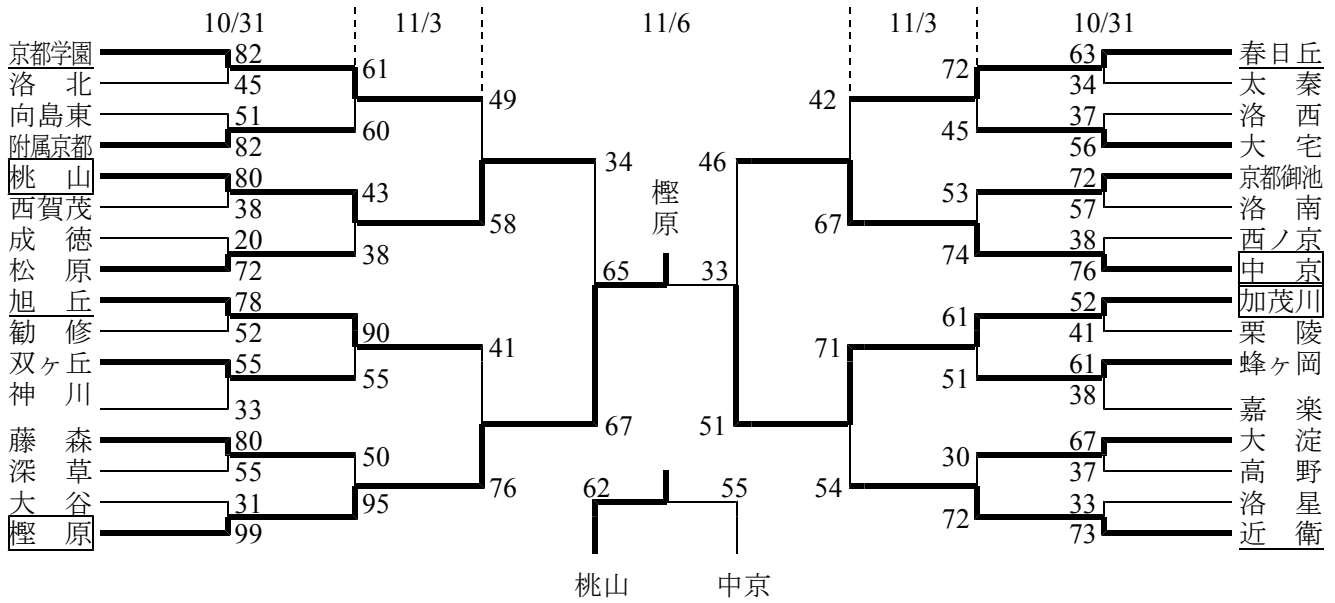 10/31 11/3 11/6 11/3 10/31
京都学園 82 63 春日丘
61 72
洛北 45 34 太秦
49 42
向島東 51 37 洛西
60 45
附属京都 82 56 大宅
34 46
桃山 80 72 京都御池
43 53
西賀茂 38 57 洛南
樫原
58 67
成徳 20 38 西ノ京
38 74
松原 72 76 中京
65 33
旭丘 78 52 加茂川
61
勧修 52 41 栗陵
90
41 71
双ヶ丘 55 61 蜂ヶ岡
55 51
神川 33 38 嘉楽
67 51
藤森 80 67 大淀
50 30
深草 55 37 高野
76 62 55 54
大谷 31 33 洛星
95 72
樫原 99 73 近衛
桃山 中京